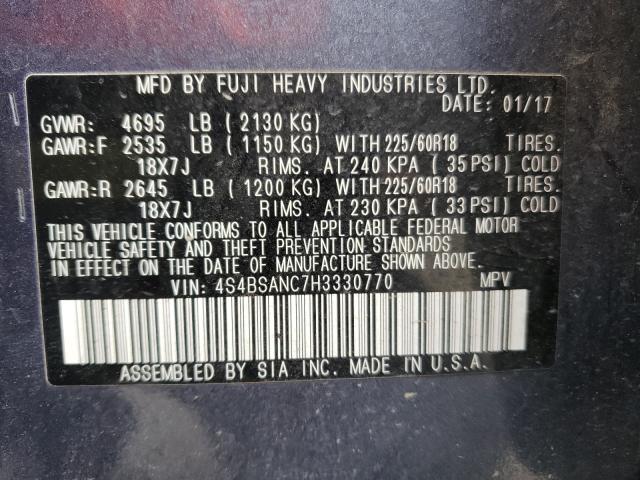 MFD BY FUJI HEAVY INDUSTRIES LTD.
DATE: 01/17
GVWR: 4695 LB ( 2130 KG)
GAWR:F 2535 LB ( 1150 KG) WITH 225/60R18 TIRES.
18X7J RIMS. AT 240 KPA ( 35 PSI) COLD
GAWR:R 2645 LB ( 1200 KG) WITH 225/60R18 TIRES.
18X7J RIMS. AT 230 KPA ( 33 PSI) COLD
THIS VEHICLE CONFORMS TO ALL APPLICABLE FEDERAL MOTOR
VEHICLE SAFETY AND THEFT PREVENTION STANDARDS
IN EFFECT ON THE DATE OF MANUFACTURE SHOWN ABOVE.
VIN: 4S4BSANC7H3330770 MPV
ASSEMBLED BY SIA INC. MADE IN U.S.A.